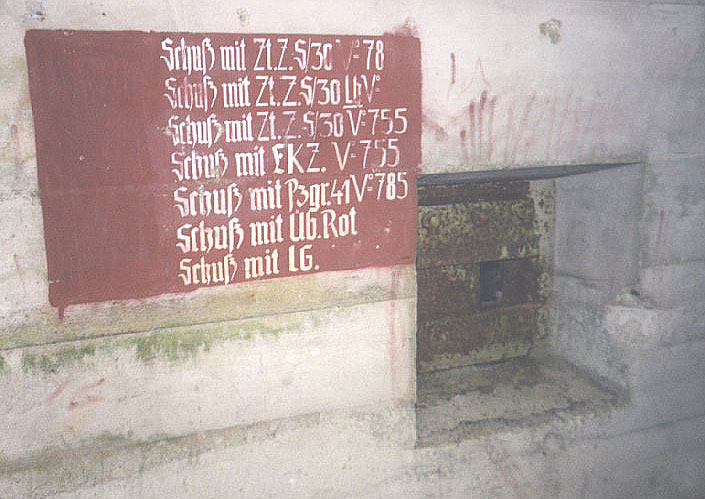 Schuß mit Zt.Z.S/30 V° 78
Schuß mit Zt.Z.S/30 Lh V°
Schuß mit Zt.Z.S/30 V° 755
Schuß mit EKZ. V° 755
Schuß mit Pzgr.41 V° 785
Schuß mit Üb.Rot
Schuß mit LG.